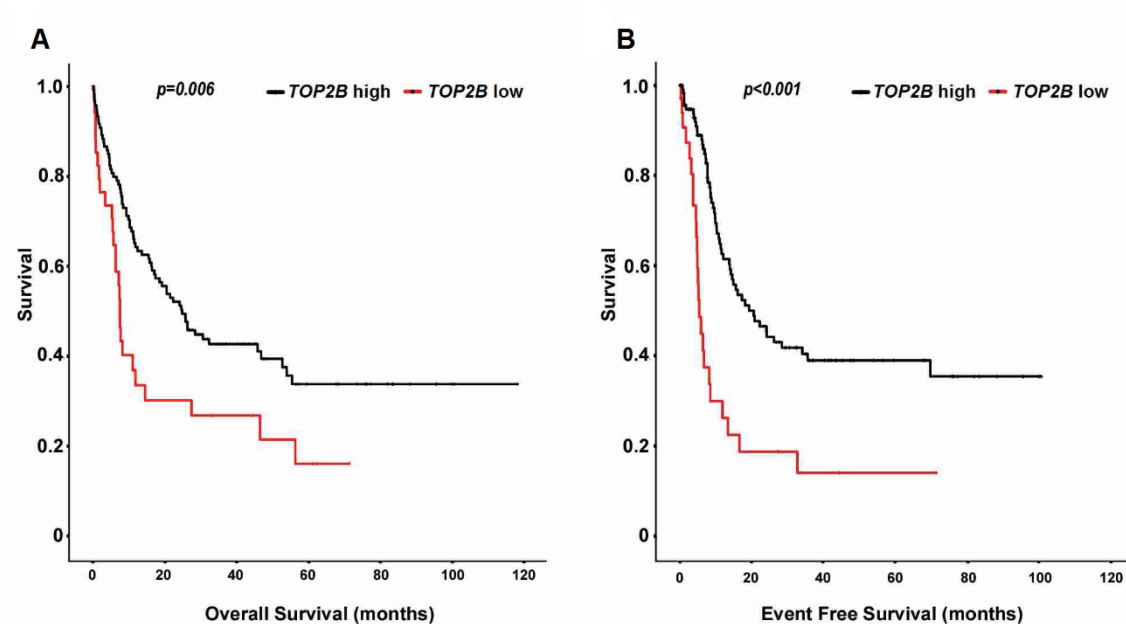 A
p=0.006
TOP2B high
TOP2B low
1.0
0.8
0.6
0.4
0.2
0
Survival
0 20 40 60 80 100 120
Overall Survival (months)
B
p<0.001
TOP2B high
TOP2B low
1.0
0.8
0.6
0.4
0.2
0
Survival
0 20 40 60 80 100 120
Event Free Survival (months)